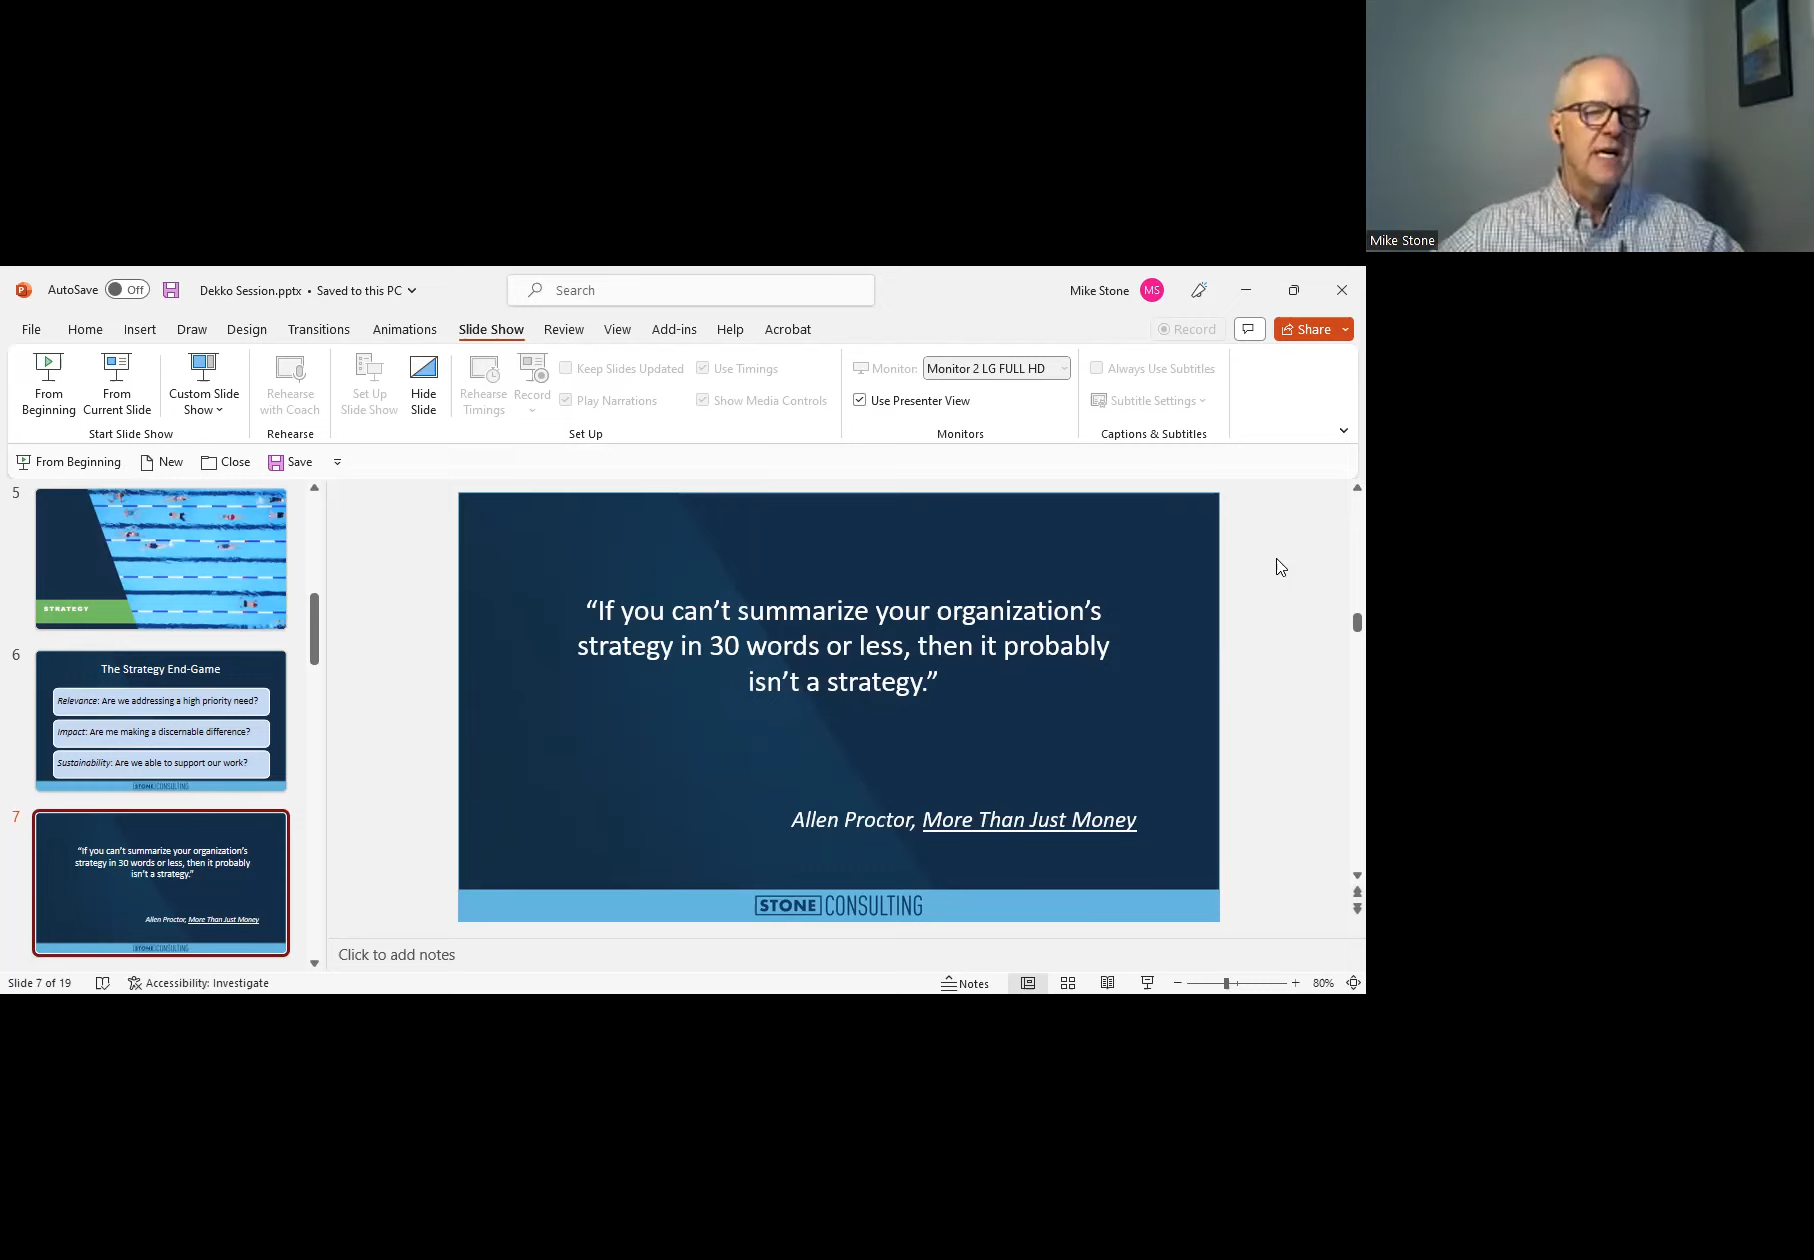 Mike Stone
AutoSave Off Dekko Session.pptx • Saved to this PC Search Mike Stone MS
File Home Insert Draw Design Transitions Animations Slide Show Review View Add-ins Help Acrobat Record Share
From Beginning
From Current Slide
Custom Slide Show
Rehearse with Coach
Set Up Slide Show
Hide Slide
Rehearse Timings
Record
Keep Slides Updated
Play Narrations
Use Timings
Show Media Controls
Monitor: Monitor 2 LG FULL HD
Use Presenter View
Always Use Subtitles
Subtitle Settings
Start Slide Show Rehearse Set Up Monitors Captions & Subtitles
From Beginning New Close Save
5
STRATEGY
6
The Strategy End-Game
Relevance: Are we addressing a high priority need?
Impact: Are me making a discernable difference?
Sustainability: Are we able to support our work?
STONE CONSULTING
7
“If you can’t summarize your organization’s
strategy in 30 words or less, then it probably
isn’t a strategy.”
Allen Proctor, More Than Just Money
STONE CONSULTING
“If you can’t summarize your organization’s
strategy in 30 words or less, then it probably
isn’t a strategy.”
Allen Proctor, More Than Just Money
STONE CONSULTING
Click to add notes
Slide 7 of 19 Accessibility: Investigate Notes 80%